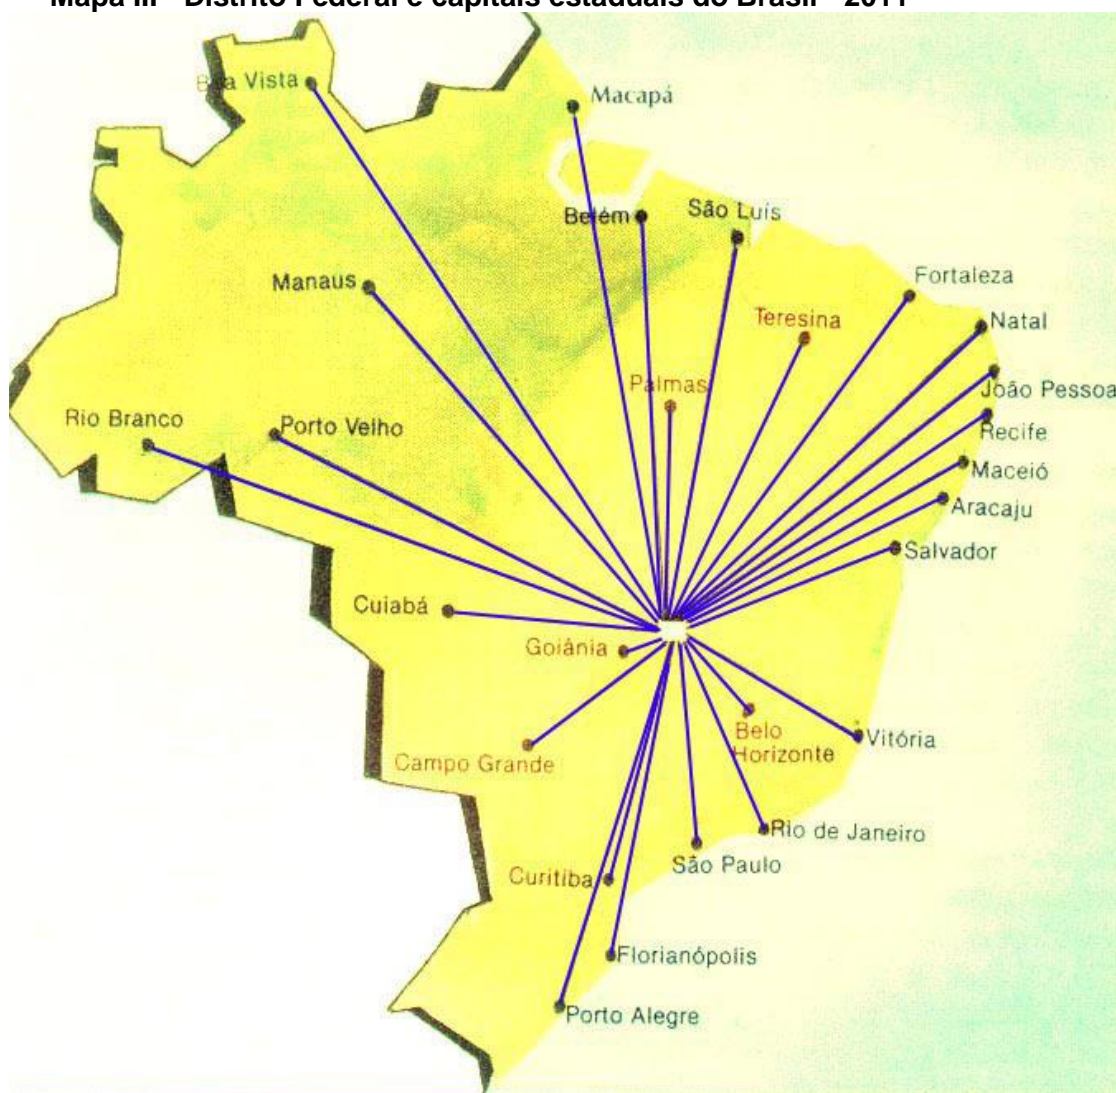 Mapa III - Distrito Federal e capitais estaduais do Brasil - 2011
Boa Vista
Macapá
Belém
São Luís
Manaus
Fortaleza
Teresina
Natal
Palmas
João Pessoa
Rio Branco
Porto Velho
Recife
Maceió
Aracaju
Salvador
Cuiabá
Goiânia
Belo
Horizonte
Vitória
Campo Grande
Rio de Janeiro
São Paulo
Curitiba
Florianópolis
Porto Alegre